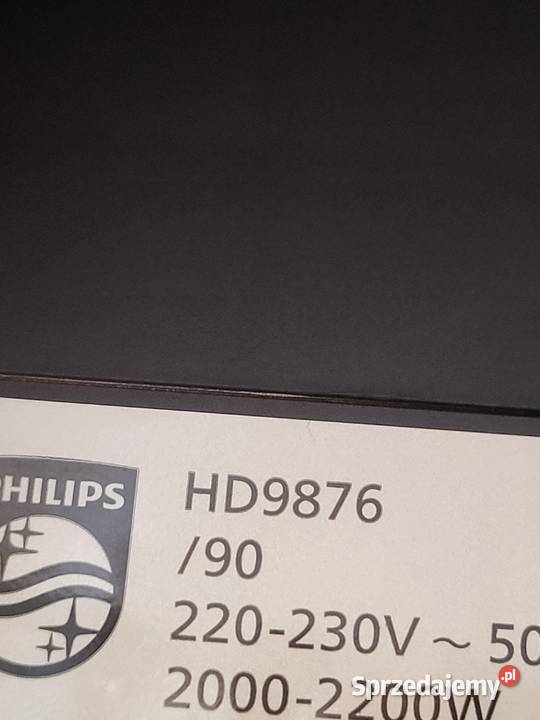 PHILIPS
HD9876
/90
220-230V ~ 50
2000-2200W
Sprzedajemy.pl